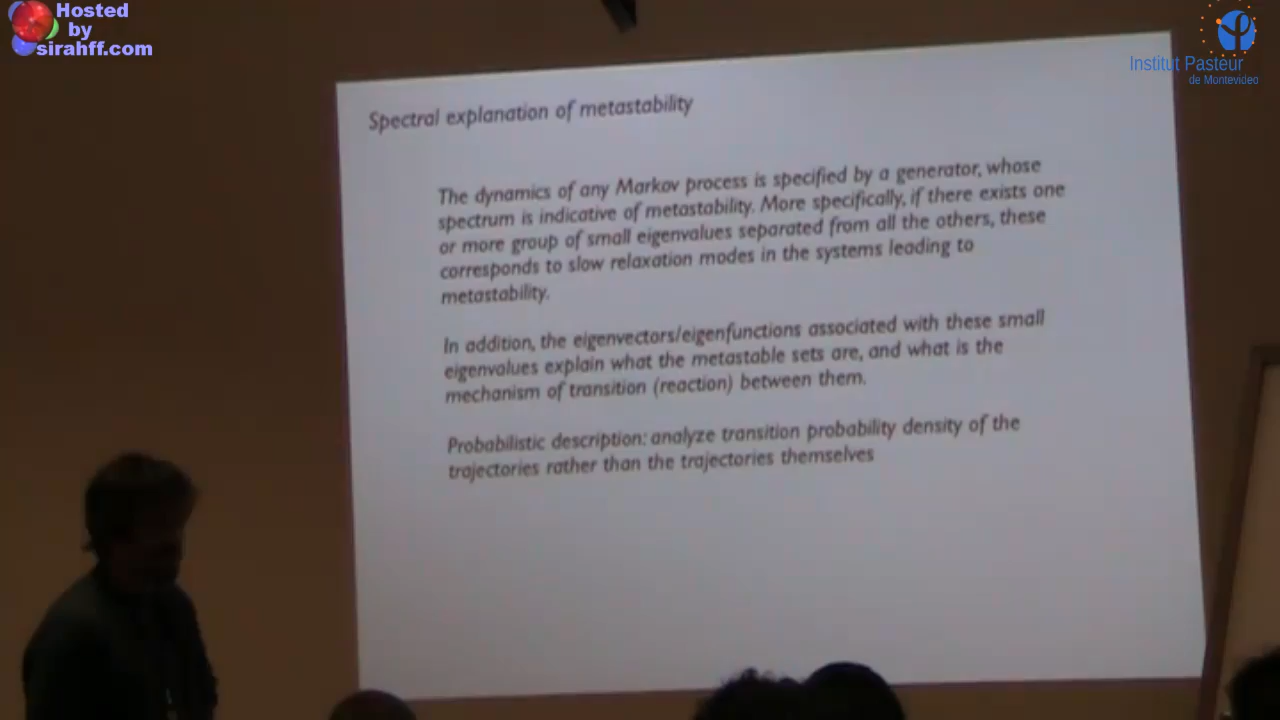 Hosted
by
sirahff.com
Institut Pasteur
de Montevideo
Spectral explanation of metastability
The dynamics of any Markov process is specified by a generator, whose
spectrum is indicative of metastability. More specifically, if there exists one
or more group of small eigenvalues separated from all the others, these
corresponds to slow relaxation modes in the systems leading to
metastability.
In addition, the eigenvectors/eigenfunctions associated with these small
eigenvalues explain what the metastable sets are, and what is the
mechanism of transition (reaction) between them.
Probabilistic description: analyze transition probability density of the
trajectories rather than the trajectories themselves